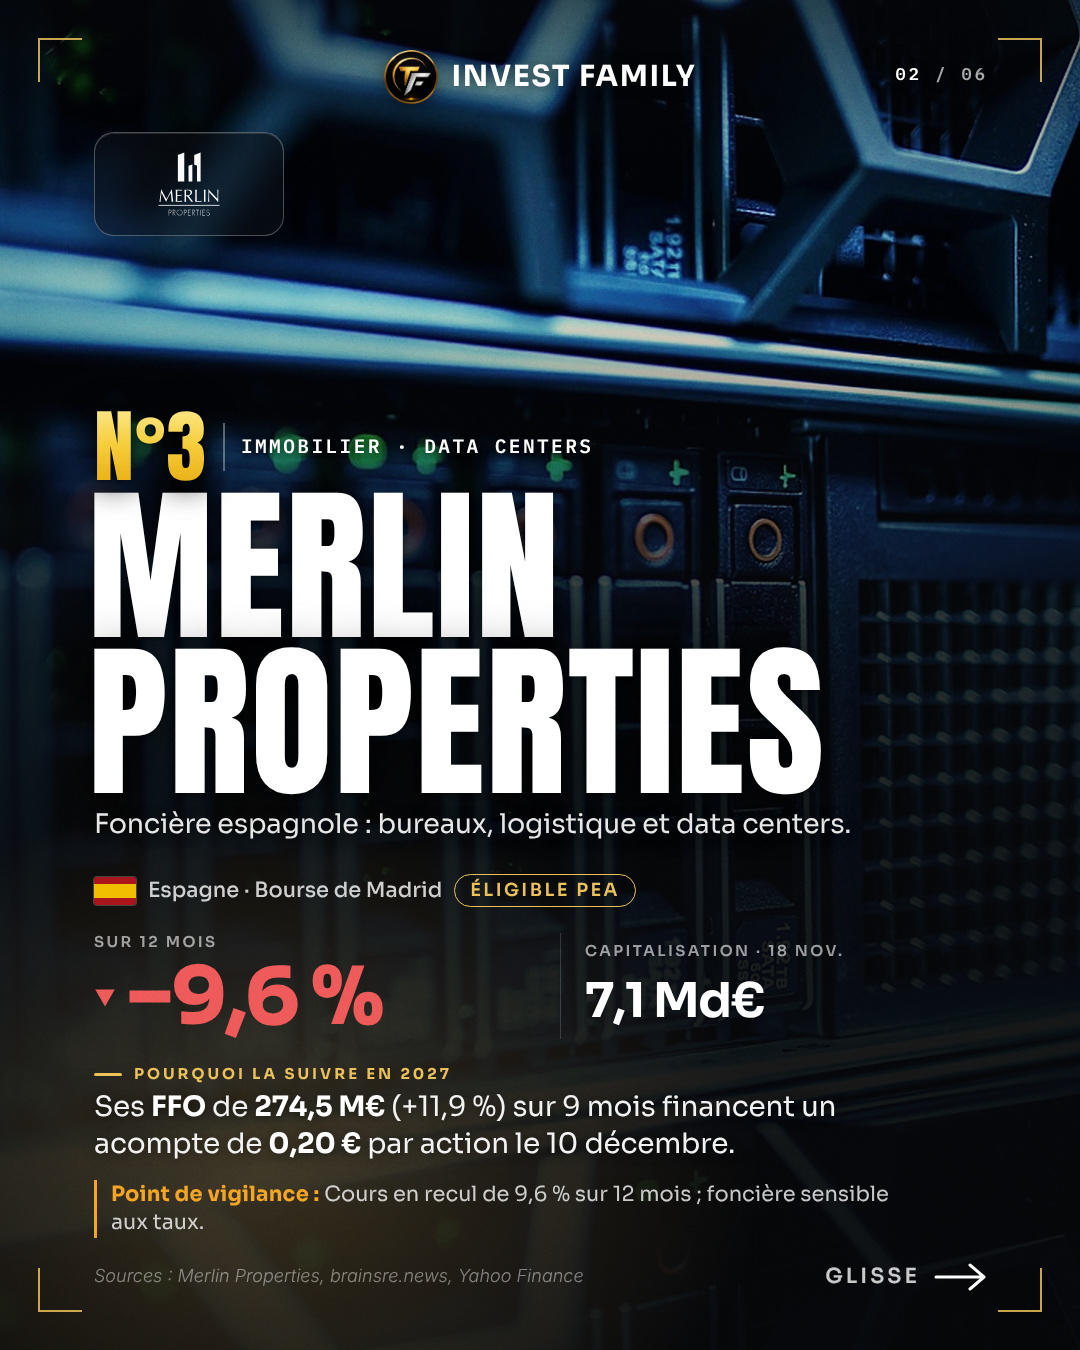 INVEST FAMILY
02 / 06
MERLIN
PROPERTIES
1.92TB
SATA
N°3
IMMOBILIER · DATA CENTERS
MERLIN
PROPERTIES
Foncière espagnole : bureaux, logistique et data centers.
Espagne · Bourse de Madrid
ÉLIGIBLE PEA
SUR 12 MOIS
▼ −9,6 %
CAPITALISATION · 18 NOV.
7,1 Md€
POURQUOI LA SUIVRE EN 2027
Ses FFO de 274,5 M€ (+11,9 %) sur 9 mois financent un
acompte de 0,20 € par action le 10 décembre.
Point de vigilance : Cours en recul de 9,6 % sur 12 mois ; foncière sensible
aux taux.
Sources : Merlin Properties, brainsre.news, Yahoo Finance
GLISSE